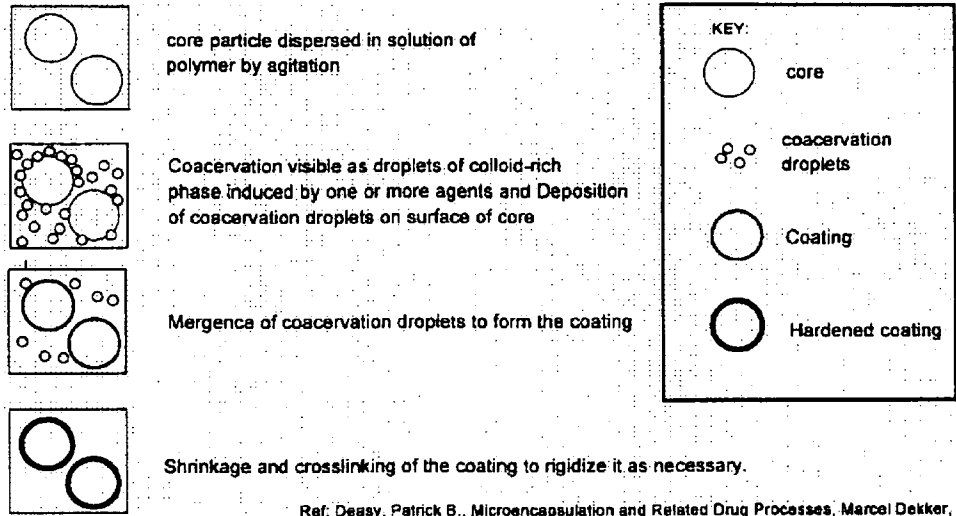 core particle dispersed in solution of
polymer by agitation
Coacervation visible as droplets of colloid-rich
phase induced by one or more agents and Deposition
of coacervation droplets on surface of core
Mergence of coacervation droplets to form the coating
Shrinkage and crosslinking of the coating to rigidize it as necessary.
Ref: Deasy, Patrick B., Microencapsulation and Related Drug Processes, Marcel Dekker,
KEY:
core
coacervation
droplets
Coating
Hardened coating